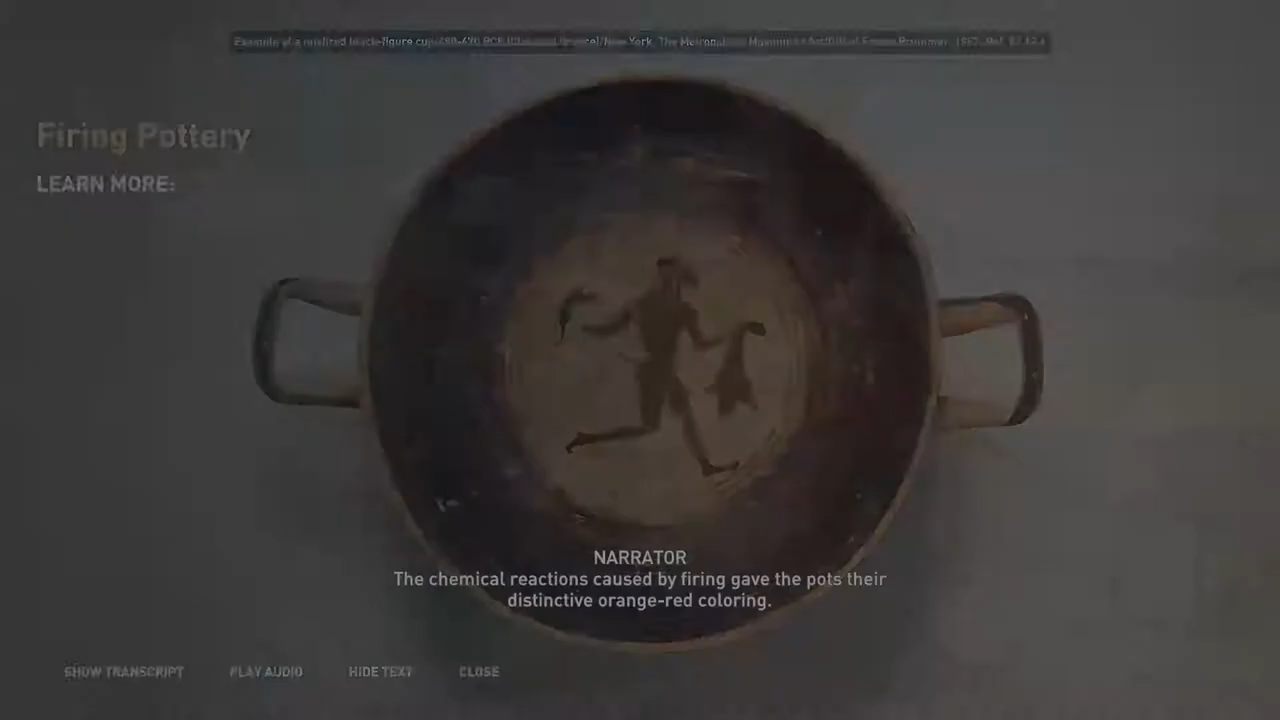 Firing Pottery
LEARN MORE:
NARRATOR
The chemical reactions caused by firing gave the pots their
distinctive orange-red coloring.
SHOW TRANSCRIPT
PLAY AUDIO
HIDE TEXT
CLOSE